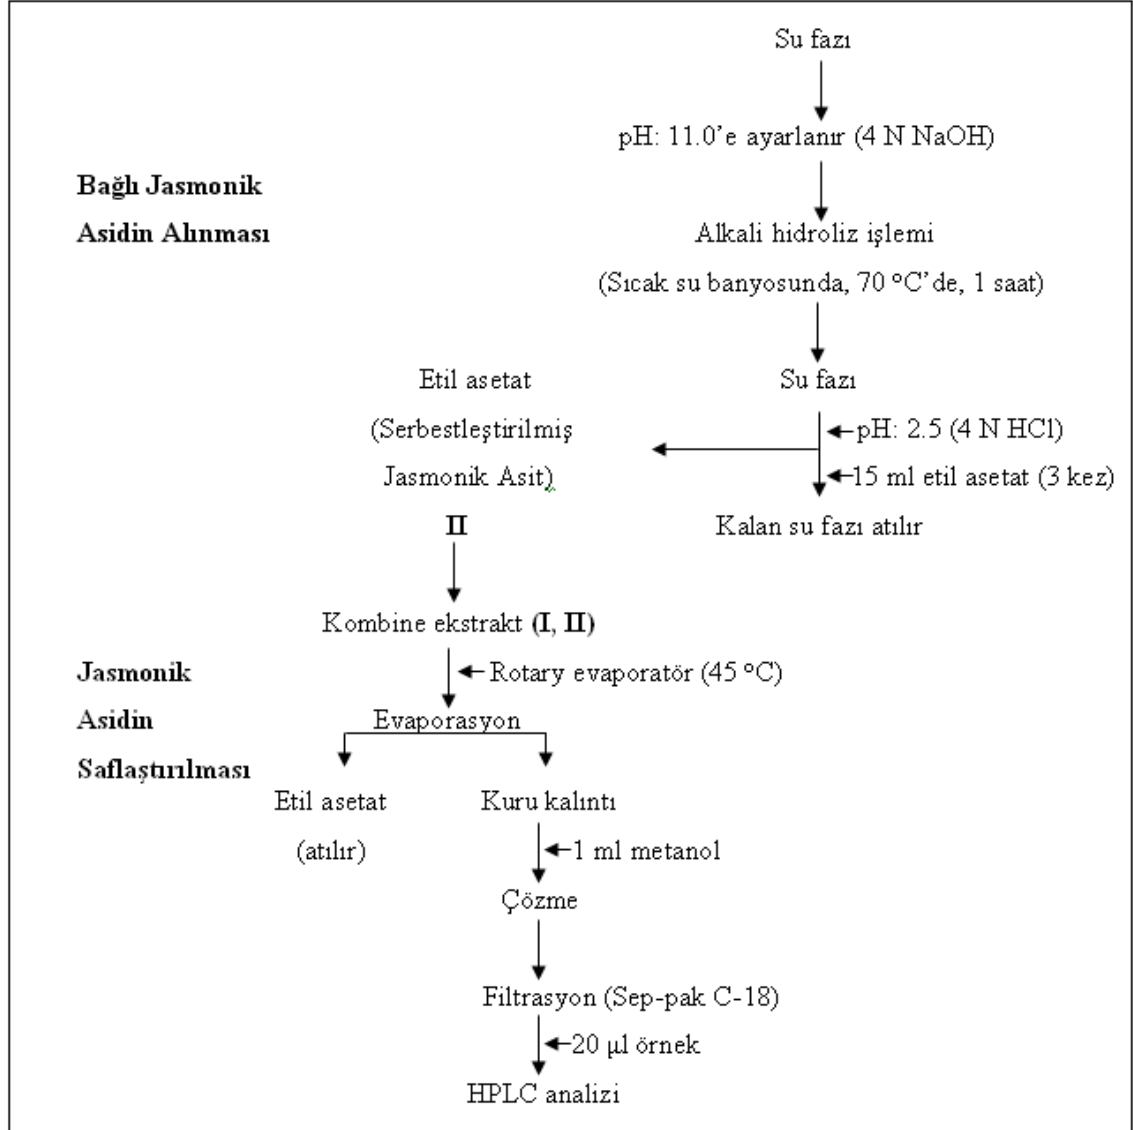 Su fazı
pH: 11.0’e ayarlanır (4 N NaOH)
Bağlı Jasmonik
Asidin Alınması
Alkali hidroliz işlemi
(Sıcak su banyosunda, 70 °C’de, 1 saat)
Etil asetat
(Serbestleştirilmiş
Jasmonik Asit)
II
Su fazı
pH: 2.5 (4 N HCl)
15 ml etil asetat (3 kez)
Kalan su fazı atılır
Kombine ekstrakt (I, II)
Jasmonik
Asidin
Saflaştırılması
Rotary evaporatör (45 °C)
Evaporasyon
Etil asetat
(atılır)
Kuru kalıntı
1 ml metanol
Çözme
Filtrasyon (Sep-pak C-18)
20 µl örnek
HPLC analizi